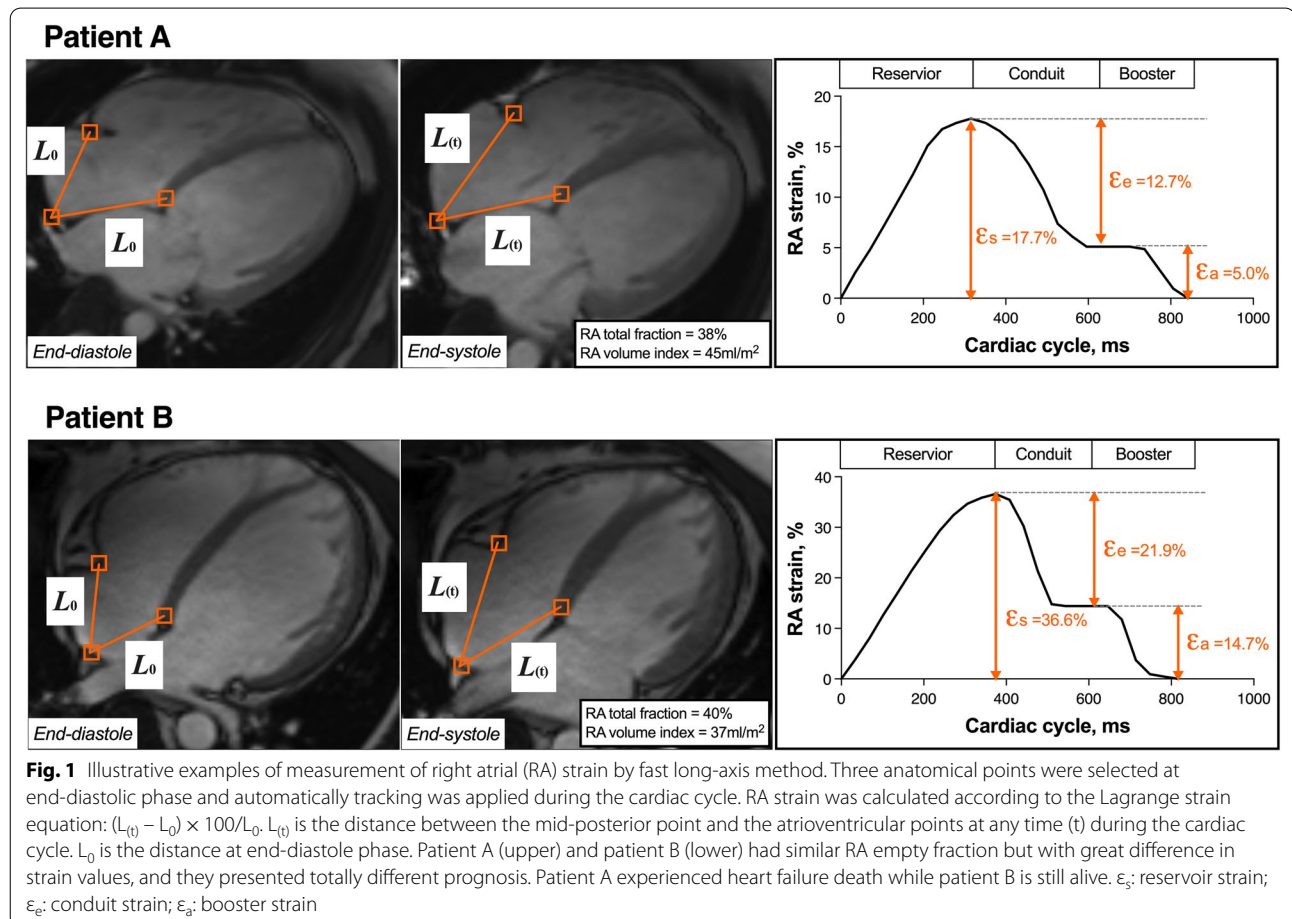 Patient A
L0
L0
End-diastole
L(t)
L(t)
RA total fraction = 38%
RA volume index = 45ml/m²
End-systole
Reservior Conduit Booster
RA strain, %
20
15
10
5
0
εs =17.7%
εe =12.7%
εa =5.0%
0 200 400 600 800 1000
Cardiac cycle, ms
Patient B
L0
L0
End-diastole
L(t)
L(t)
RA total fraction = 40%
RA volume index = 37ml/m²
End-systole
Reservior Conduit Booster
RA strain, %
40
30
20
10
0
εs =36.6%
εe =21.9%
εa =14.7%
0 200 400 600 800 1000
Cardiac cycle, ms
Fig. 1 Illustrative examples of measurement of right atrial (RA) strain by fast long-axis method. Three anatomical points were selected at
end-diastolic phase and automatically tracking was applied during the cardiac cycle. RA strain was calculated according to the Lagrange strain
equation: (L(t) – L0) × 100/L0. L(t) is the distance between the mid-posterior point and the atrioventricular points at any time (t) during the cardiac
cycle. L0 is the distance at end-diastole phase. Patient A (upper) and patient B (lower) had similar RA empty fraction but with great difference in
strain values, and they presented totally different prognosis. Patient A experienced heart failure death while patient B is still alive. εs: reservoir strain;
εe: conduit strain; εa: booster strain